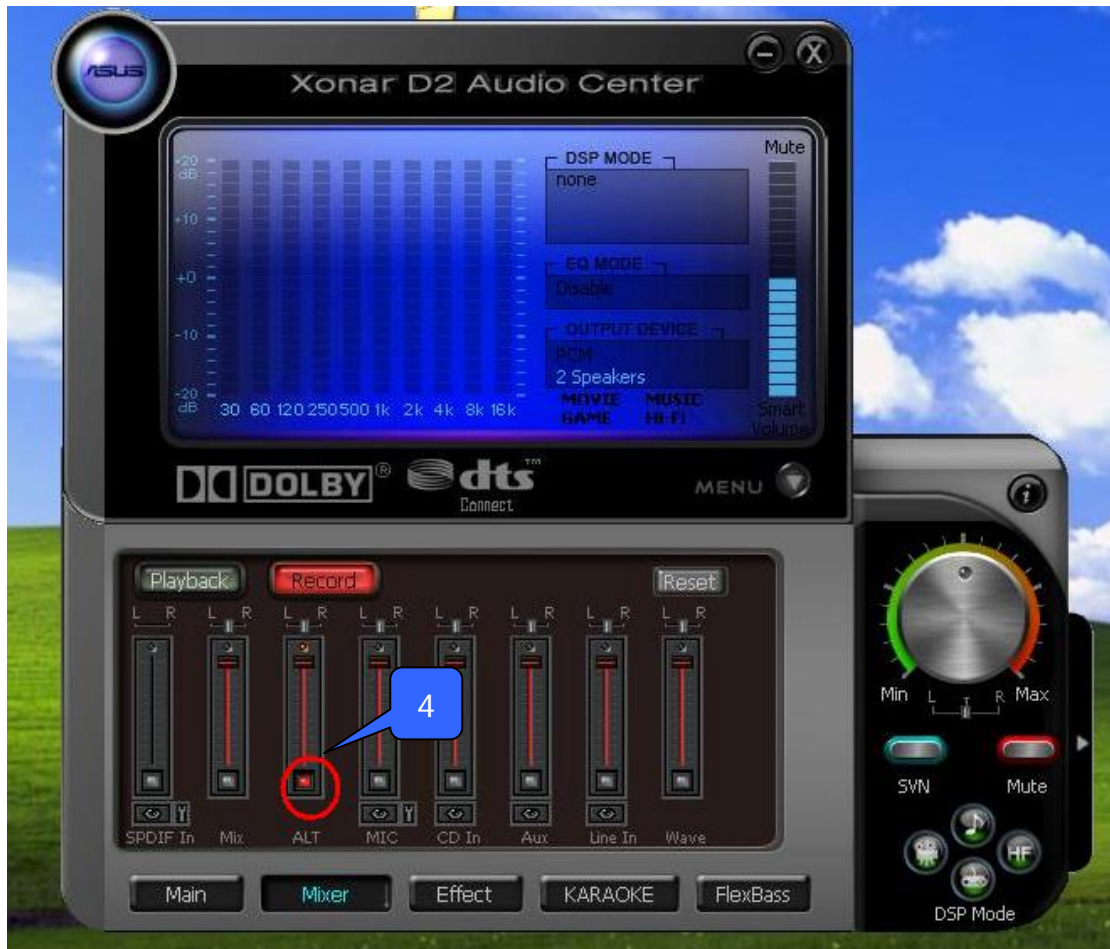 ASUS
Xonar D2 Audio Center
+20 dB
+10
+0
-10
-20 dB
30 60 120 250 500 1k 2k 4k 8k 16k
DSP MODE
none
EQ MODE
Disable
OUTPUT DEVICE
PCM
2 Speakers
MOVIE MUSIC
GAME HI-FI
Mute
Smart
Volume
DOLBY®
dts™
Connect
MENU
i
Playback Record Reset
L R L R L R L R L R L R L R L R
4
SPDIF In Mix ALT MIC CD In Aux Line In Wave
Main Mixer Effect KARAOKE FlexBass
Min L T R Max
SVN Mute
HF
DSP Mode